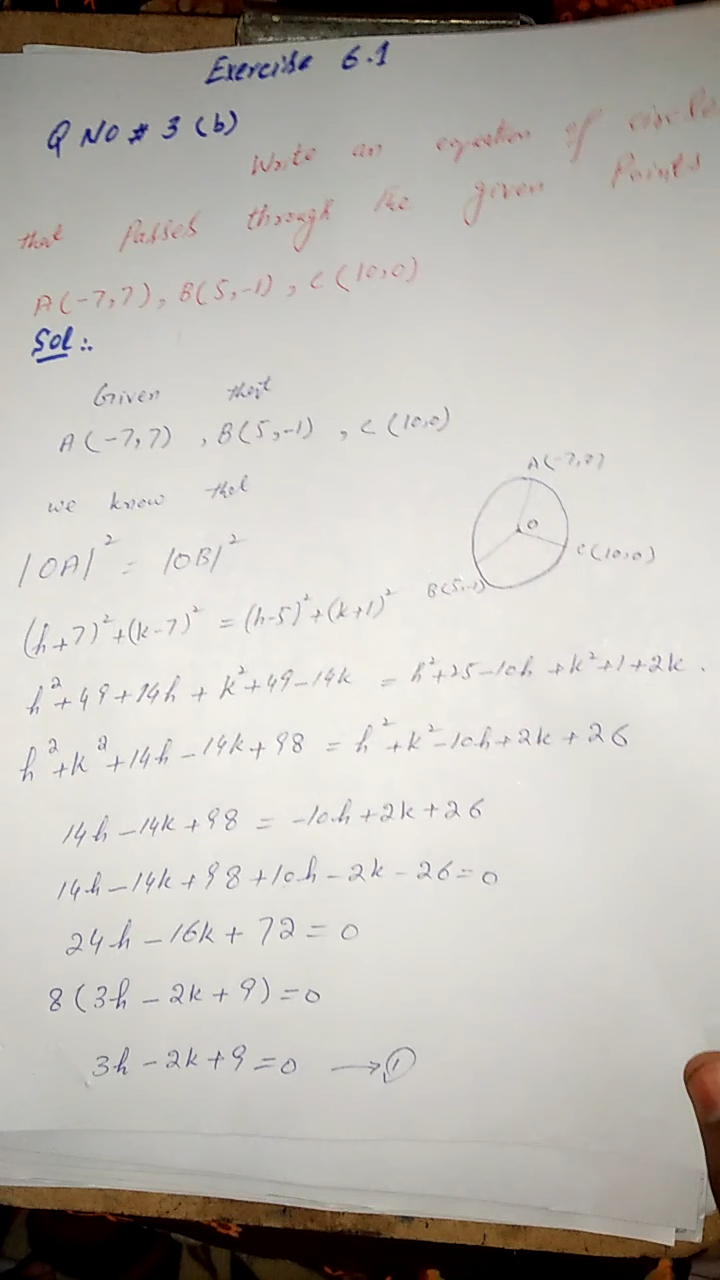 Exercise 6.1
Q NO # 3 (b)
Write an equation of circle
that Passes through the given Points
A(-7,7), B(5,-1), C(10,0)
Sol:.
Given that
A(-7,7), B(5,-1), C(10,0)
we know that
|OA|² = |OB|²
A(-7,7)
O
C(10,0)
B(5,-1)
(h+7)²+(k-7)² = (h-5)²+(k+1)²
h²+49+14h+k²+49-14k = h²+25-10h+k²+1+2k.
h²+k²+14h-14k+98 = h²+k²-10h+2k+26
14h-14k+98 = -10h+2k+26
14h-14k+98+10h-2k-26=0
24h-16k+72=0
8(3h-2k+9)=0
3h-2k+9=0 → ①